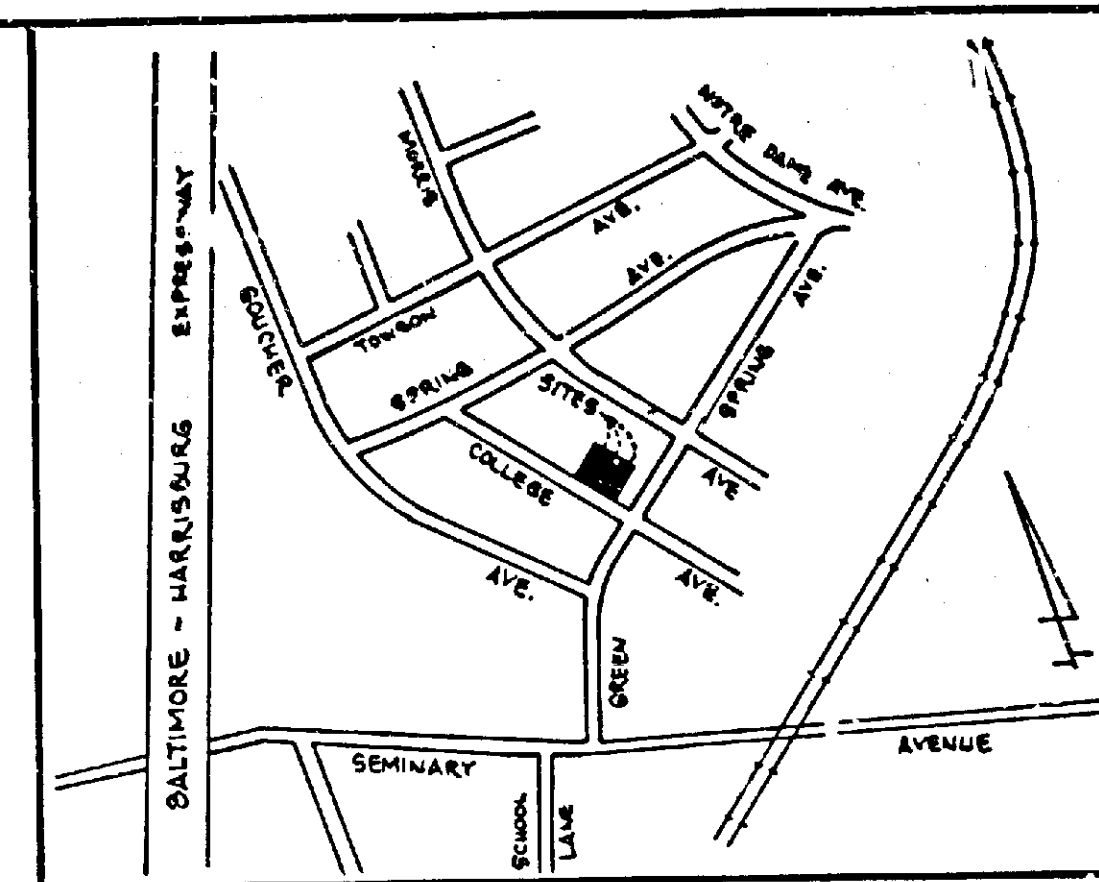 NOTRE DAME AVE.
MORRIS
AVE.
BALTIMORE - HARRISBURG EXPRESSWAY
AVE.
AVE.
GOUCHER
TOWSON
SPRING
SITES
SPRING
COLLEGE
AVE
AVE.
AVE.
GREEN
SEMINARY
AVENUE
SCHOOL
LANE